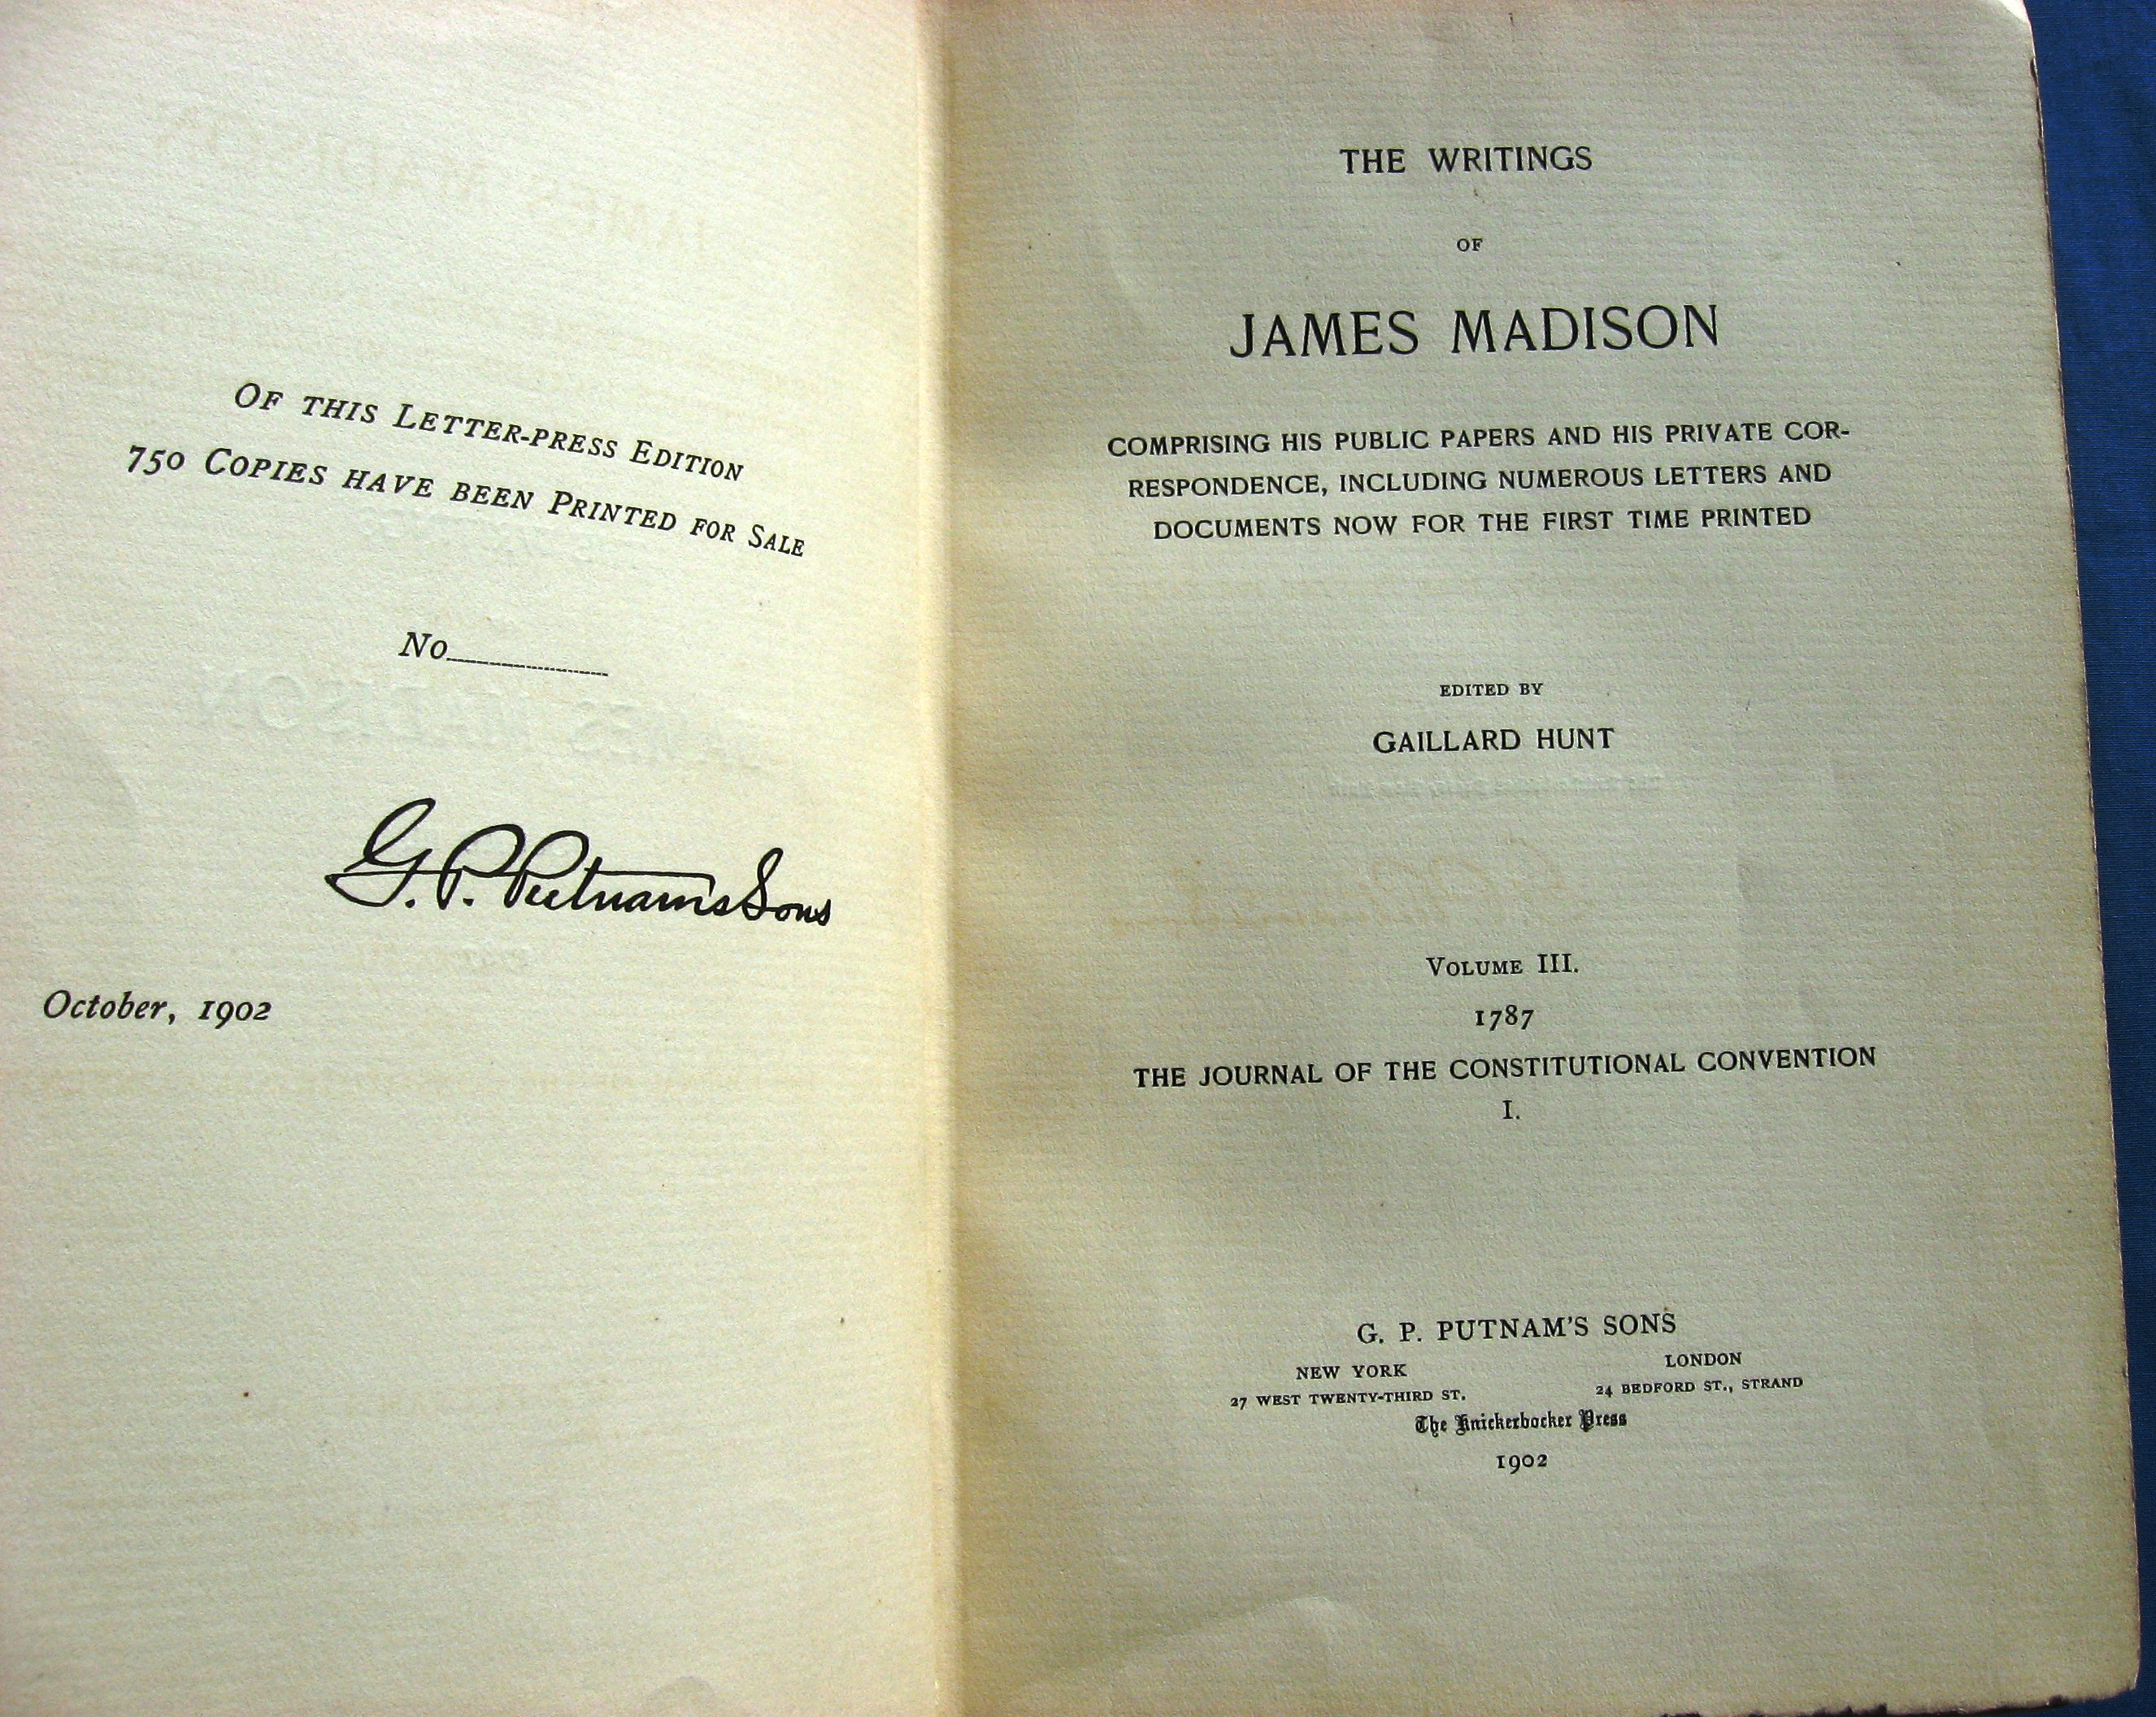 OF THIS LETTER-PRESS EDITION
750 COPIES HAVE BEEN PRINTED FOR SALE
No
G. P. Putnam's Sons
October, 1902
THE WRITINGS
OF
JAMES MADISON
COMPRISING HIS PUBLIC PAPERS AND HIS PRIVATE COR-
RESPONDENCE, INCLUDING NUMEROUS LETTERS AND
DOCUMENTS NOW FOR THE FIRST TIME PRINTED
EDITED BY
GAILLARD HUNT
VOLUME III.
1787
THE JOURNAL OF THE CONSTITUTIONAL CONVENTION
I.
G. P. PUTNAM'S SONS
NEW YORK LONDON
27 WEST TWENTY-THIRD ST. 24 BEDFORD ST., STRAND
The Knickerbocker Press
1902